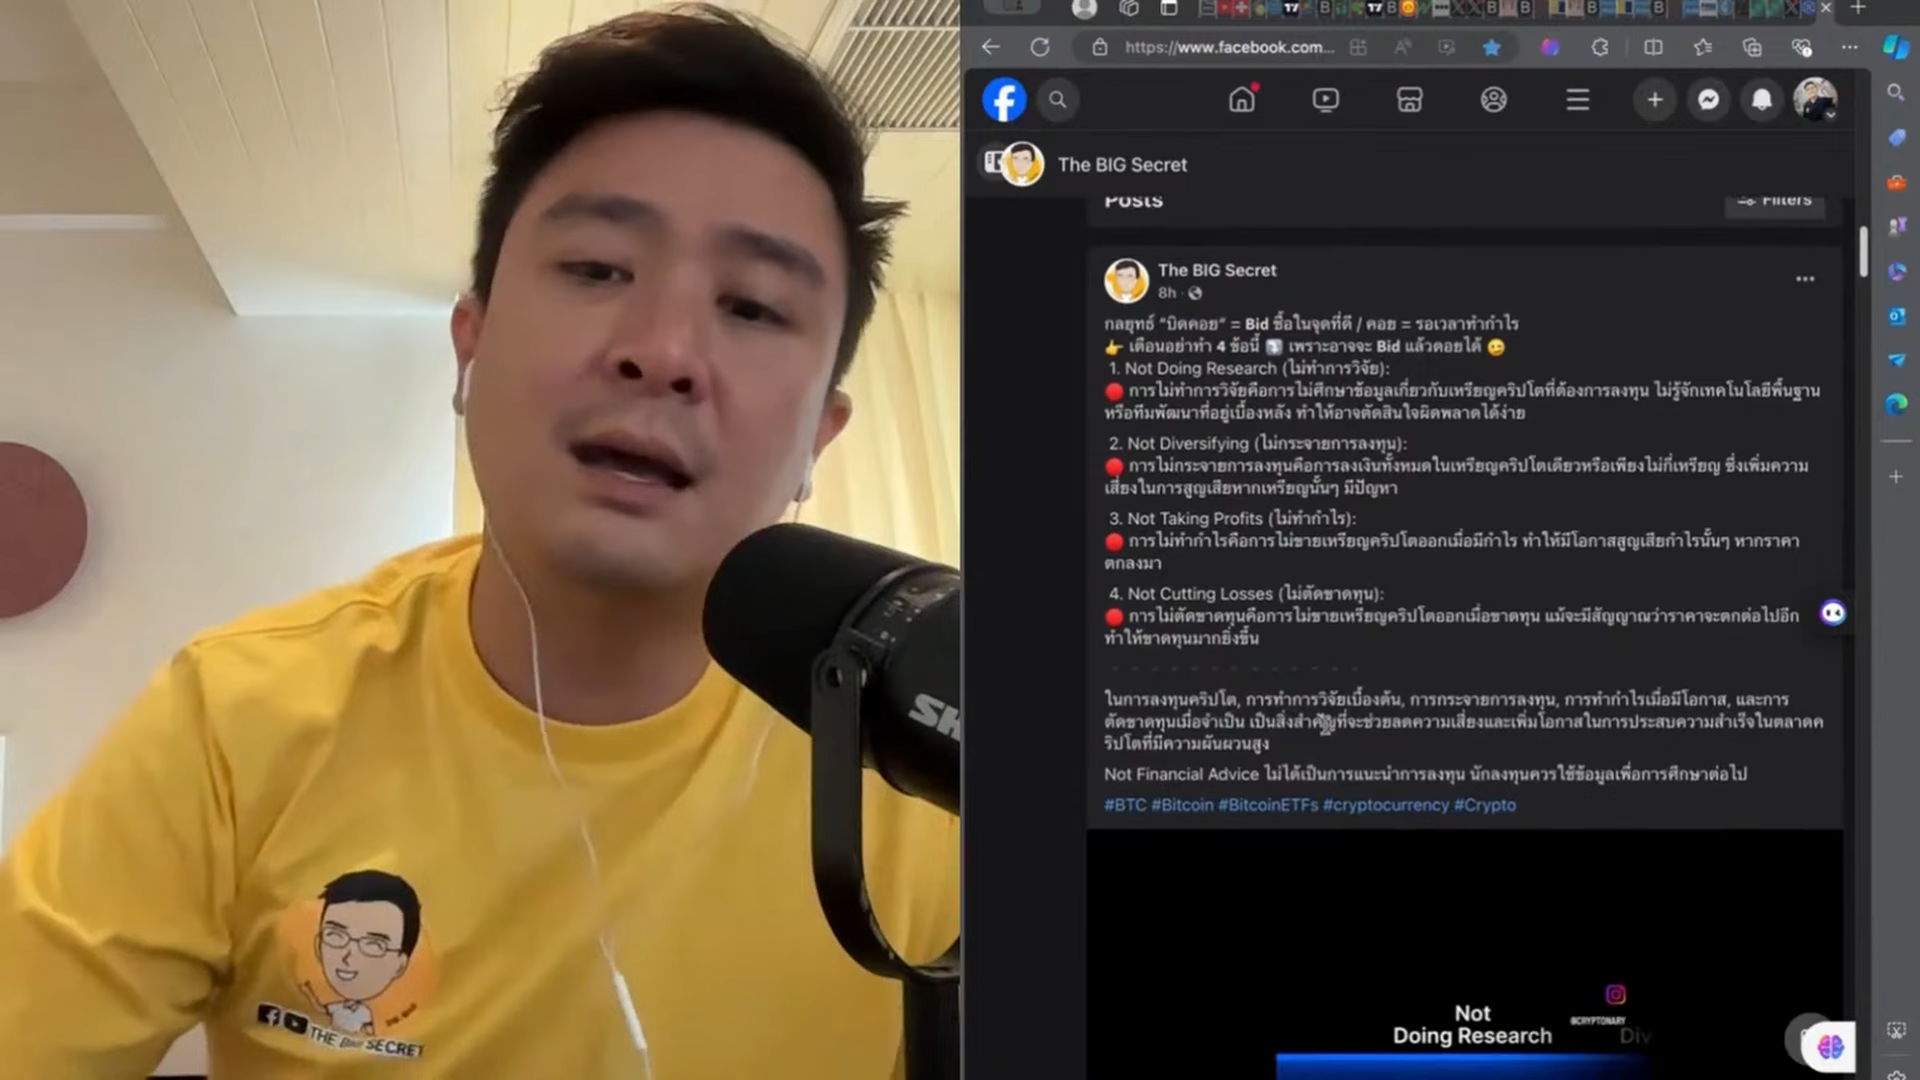 https://www.facebook.com...
The BIG Secret
Posts
Filters
The BIG Secret
8h
กลยุทธ์ “บิดคอย” = Bid ซื้อในจุดที่ดี / คอย = รอเวลาทำกำไร
👉 เตือนอย่าทำ 4 ข้อนี้ เพราะอาจจะ Bid แล้วดอยได้
1. Not Doing Research (ไม่ทำการวิจัย):
🔴 การไม่ทำการวิจัยคือการไม่ศึกษาข้อมูลเกี่ยวกับเหรียญคริปโตที่ต้องการลงทุน ไม่รู้จักเทคโนโลยีพื้นฐาน
หรือทีมพัฒนาที่อยู่เบื้องหลัง ทำให้อาจตัดสินใจผิดพลาดได้ง่าย
2. Not Diversifying (ไม่กระจายการลงทุน):
🔴 การไม่กระจายการลงทุนคือการลงเงินทั้งหมดในเหรียญคริปโตเดียวหรือเพียงไม่กี่เหรียญ ซึ่งเพิ่มความ
เสี่ยงในการสูญเสียหากเหรียญนั้นๆ มีปัญหา
3. Not Taking Profits (ไม่ทำกำไร):
🔴 การไม่ทำกำไรคือการไม่ขายเหรียญคริปโตออกเมื่อมีกำไร ทำให้มีโอกาสสูญเสียกำไรนั้นๆ หากราคา
ตกลงมา
4. Not Cutting Losses (ไม่ตัดขาดทุน):
🔴 การไม่ตัดขาดทุนคือการไม่ขายเหรียญคริปโตออกเมื่อขาดทุน แม้จะมีสัญญาณว่าราคาจะตกต่อไปอีก
ทำให้ขาดทุนมากยิ่งขึ้น
ในการลงทุนคริปโต, การทำการวิจัยเบื้องต้น, การกระจายการลงทุน, การทำกำไรเมื่อมีโอกาส, และการ
ตัดขาดทุนเมื่อจำเป็น เป็นสิ่งสำคัญที่จะช่วยลดความเสี่ยงและเพิ่มโอกาสในการประสบความสำเร็จในตลาดค
ริปโตที่มีความผันผวนสูง
Not Financial Advice ไม่ได้เป็นการแนะนำการลงทุน นักลงทุนควรใช้ข้อมูลเพื่อการศึกษาต่อไป
#BTC #Bitcoin #BitcoinETFs #cryptocurrency #Crypto
Not
Doing Research
@CRYPTONARY
Div
SH
THE BIG SECRET